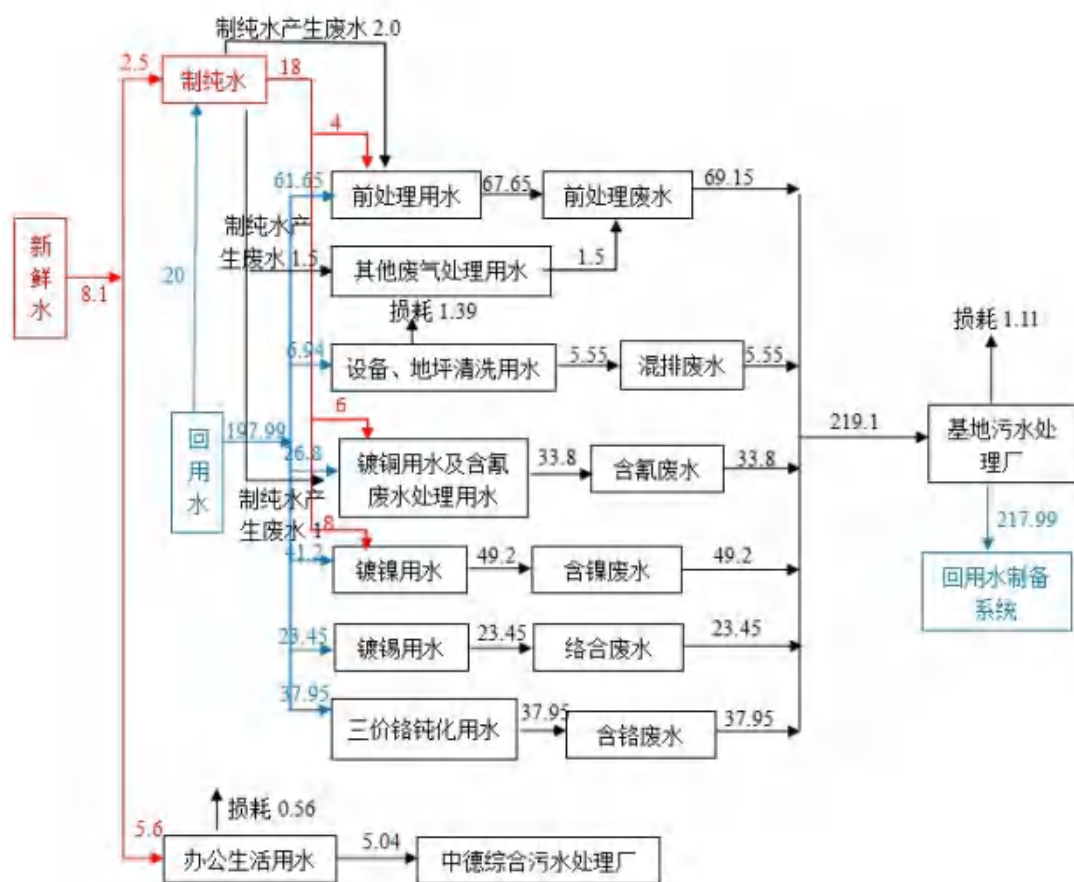 制纯水产生废水 2.0
2.5
制纯水
18
4
61.65
前处理用水
67.65
前处理废水
69.15
新鲜水
8.1
20
制纯水产
生废水 1.5
其他废气处理用水
1.5
损耗 1.39
6.94
设备、地坪清洗用水
5.55
混排废水
5.55
损耗 1.11
6
回用水
197.99
26.8
镀铜用水及含氰
废水处理用水
33.8
含氰废水
33.8
219.1
基地污水处
理厂
制纯水产
生废水 1
8
217.99
41.2
镀镍用水
49.2
含镍废水
49.2
回用水制备
系统
23.45
镀锡用水
23.45
络合废水
23.45
37.95
三价铬钝化用水
37.95
含铬废水
37.95
损耗 0.56
5.6
办公生活用水
5.04
中德综合污水处理厂